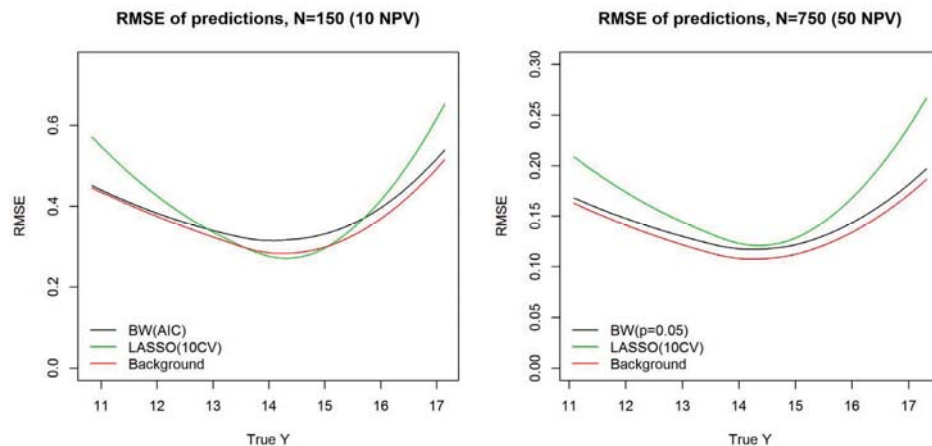 RMSE of predictions, N=150 (10 NPV)
RMSE
0.0 0.2 0.4 0.6
BW(AIC)
LASSO(10CV)
Background
11 12 13 14 15 16 17
True Y
RMSE of predictions, N=750 (50 NPV)
RMSE
0.00 0.05 0.10 0.15 0.20 0.25 0.30
BW(p=0.05)
LASSO(10CV)
Background
11 12 13 14 15 16 17
True Y